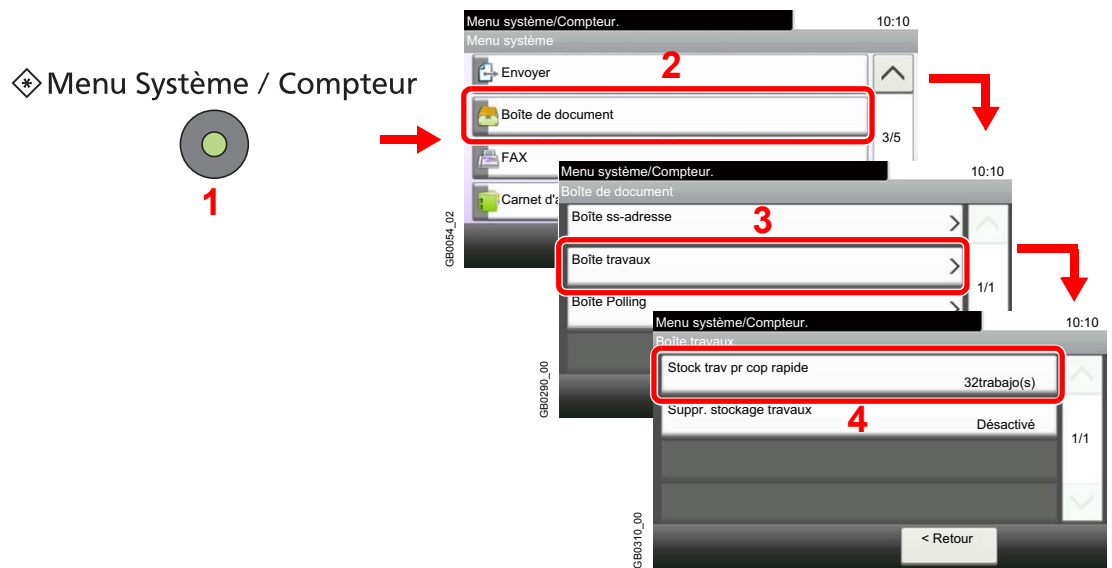 Menu Système / Compteur
1
Menu système/Compteur.
10:10
Menu système
2
Envoyer
Boîte de document
3/5
FAX
Carnet d'a
GB0054_02
Menu système/Compteur.
10:10
Boîte de document
Boîte ss-adresse
3
Boîte travaux
1/1
Boîte Polling
GB0290_00
Menu système/Compteur.
10:10
Boîte travaux
Stock trav pr cop rapide
32trabajo(s)
Suppr. stockage travaux
4
Désactivé
1/1
GB0310_00
< Retour